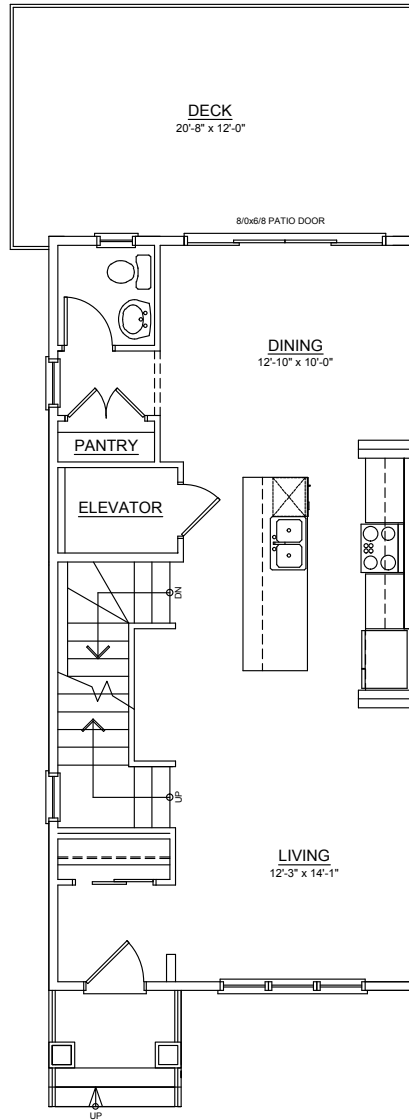 DECK
20'-8" x 12'-0"
8/0x6/8 PATIO DOOR
DINING
12'-10" x 10'-0"
PANTRY
ELEVATOR
DN
UP
LIVING
12'-3" x 14'-1"
UP